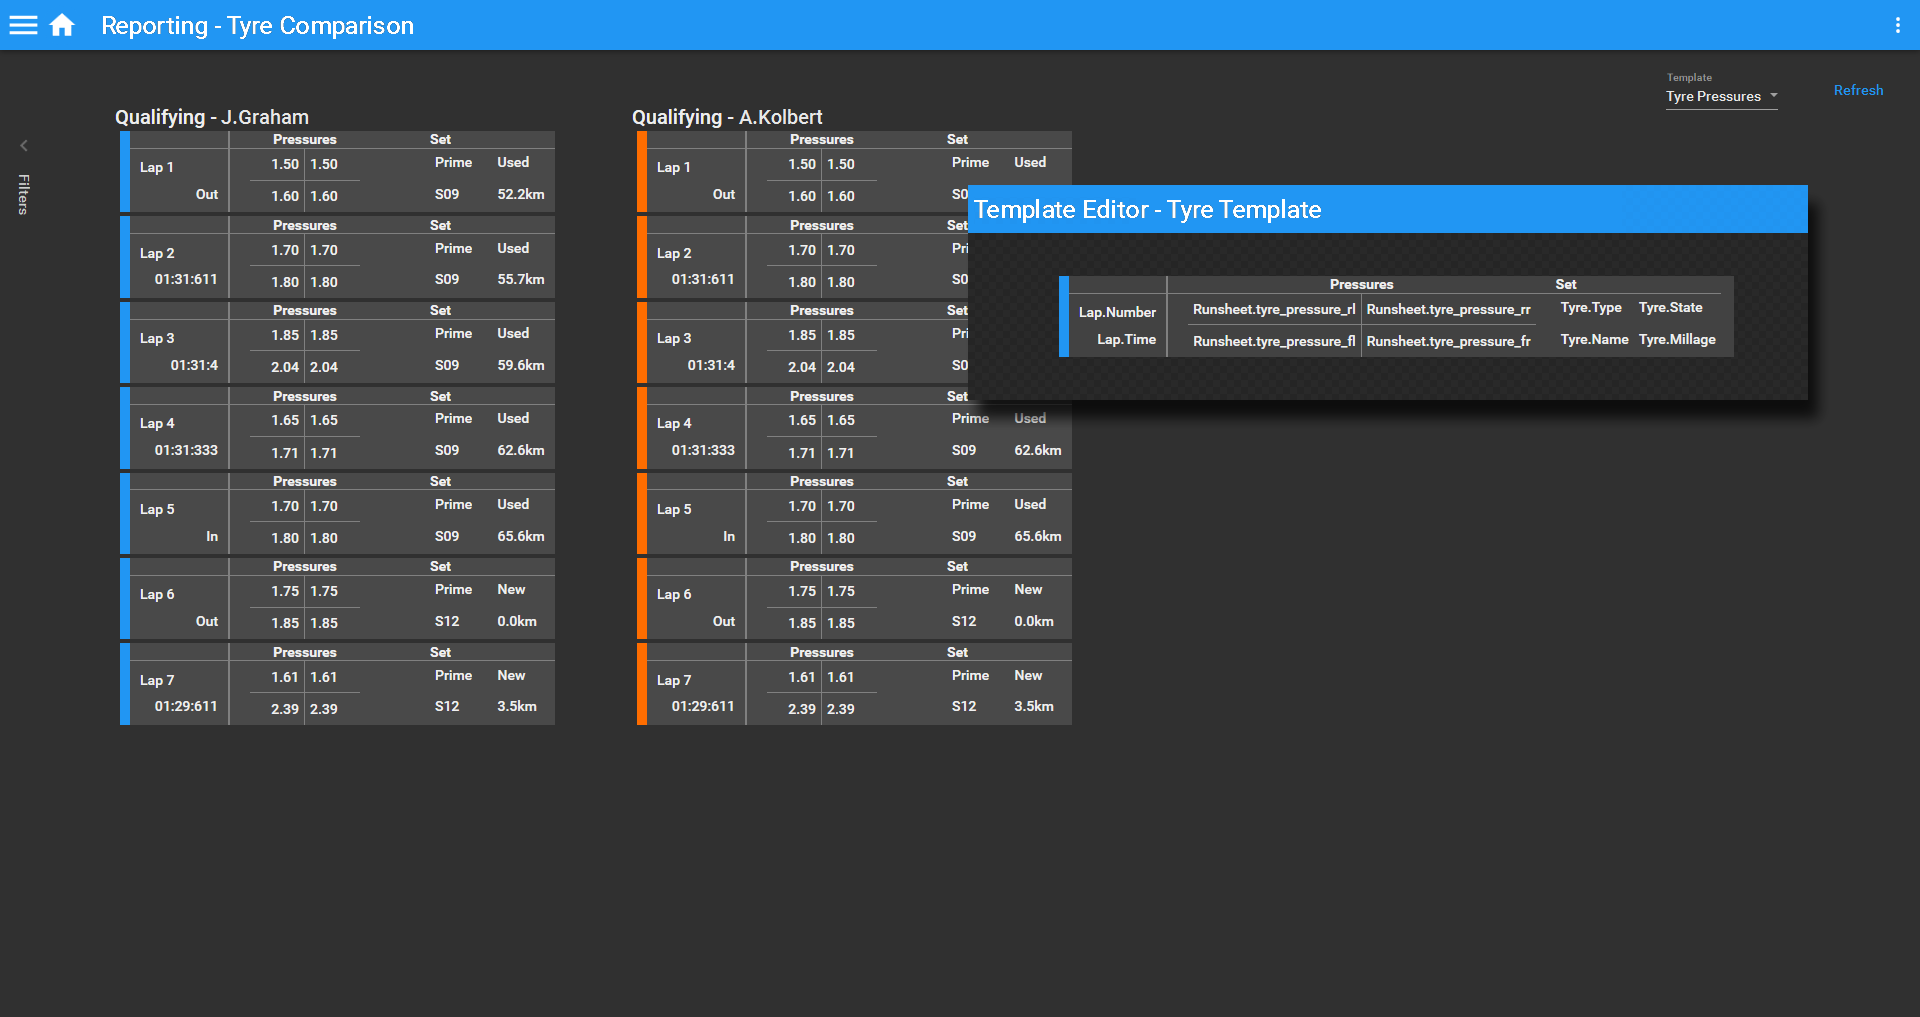 Reporting - Tyre Comparison
Template
Tyre Pressures
Refresh
Filters
Qualifying - J.Graham
Pressures Set
Lap 1 1.50 1.50 Prime Used
Out 1.60 1.60 S09 52.2km
Pressures Set
Lap 2 1.70 1.70 Prime Used
01:31:611 1.80 1.80 S09 55.7km
Pressures Set
Lap 3 1.85 1.85 Prime Used
01:31:4 2.04 2.04 S09 59.6km
Pressures Set
Lap 4 1.65 1.65 Prime Used
01:31:333 1.71 1.71 S09 62.6km
Pressures Set
Lap 5 1.70 1.70 Prime Used
In 1.80 1.80 S09 65.6km
Pressures Set
Lap 6 1.75 1.75 Prime New
Out 1.85 1.85 S12 0.0km
Pressures Set
Lap 7 1.61 1.61 Prime New
01:29:611 2.39 2.39 S12 3.5km
Qualifying - A.Kolbert
Pressures Set
Lap 1 1.50 1.50 Prime Used
Out 1.60 1.60 S0
Pressures Set
Lap 2 1.70 1.70 Pri
01:31:611 1.80 1.80 S0
Pressures Set
Lap 3 1.85 1.85 Pri
01:31:4 2.04 2.04 S0
Pressures Set
Lap 4 1.65 1.65 Prime Used
01:31:333 1.71 1.71 S09 62.6km
Pressures Set
Lap 5 1.70 1.70 Prime Used
In 1.80 1.80 S09 65.6km
Pressures Set
Lap 6 1.75 1.75 Prime New
Out 1.85 1.85 S12 0.0km
Pressures Set
Lap 7 1.61 1.61 Prime New
01:29:611 2.39 2.39 S12 3.5km
Template Editor - Tyre Template
Pressures Set
Lap.Number Runsheet.tyre_pressure_rl Runsheet.tyre_pressure_rr Tyre.Type Tyre.State
Lap.Time Runsheet.tyre_pressure_fl Runsheet.tyre_pressure_fr Tyre.Name Tyre.Millage